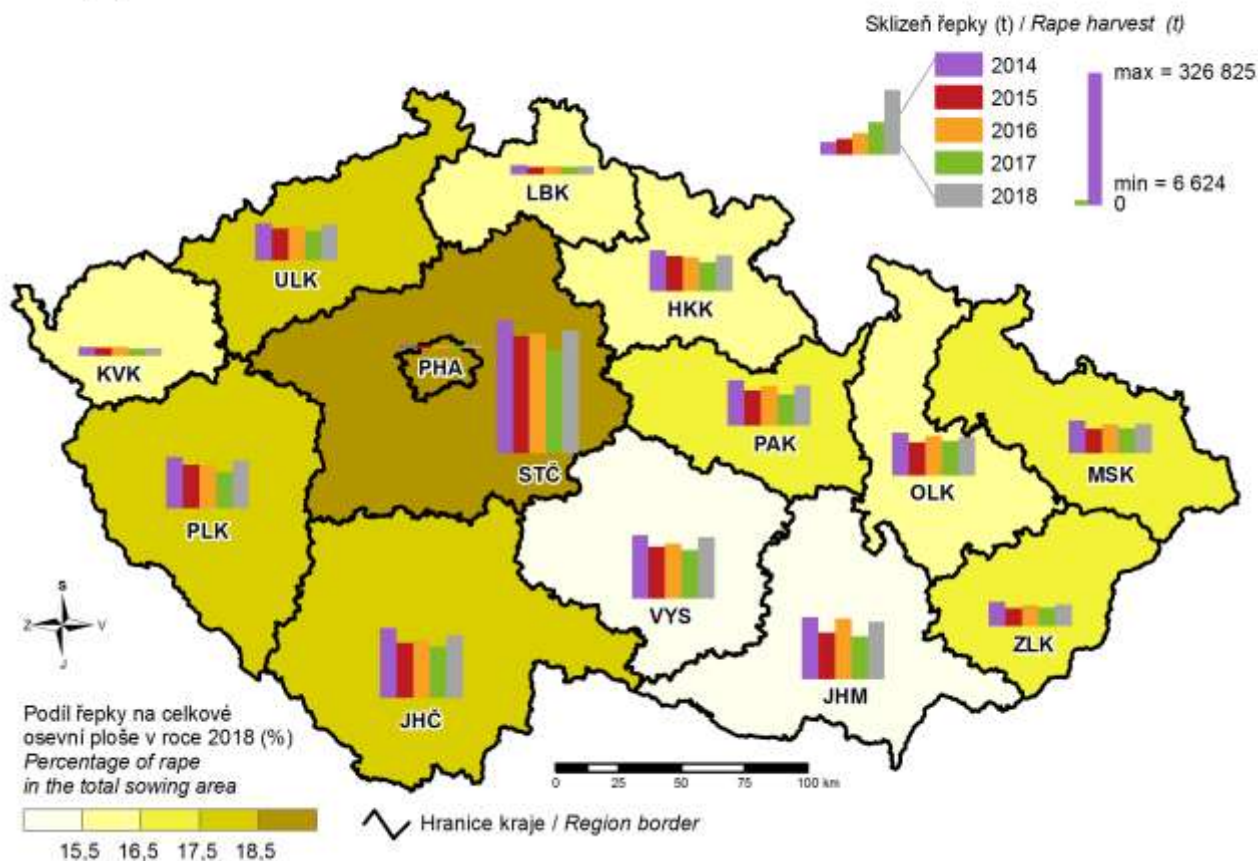 Sklizeň řepky (t) / Rape harvest (t)
2014
2015
2016
2017
2018
max = 326 825
min = 6 624
0
LBK
ULK
HKK
KVK
PHA
STČ
PAK
OLK
MSK
PLK
VYS
ZLK
JHČ
JHM
S
Z
V
J
Podíl řepky na celkové
osevní ploše v roce 2018 (%)
Percentage of rape
in the total sowing area
15,5 16,5 17,5 18,5
0 25 50 75 100 km
Hranice kraje / Region border